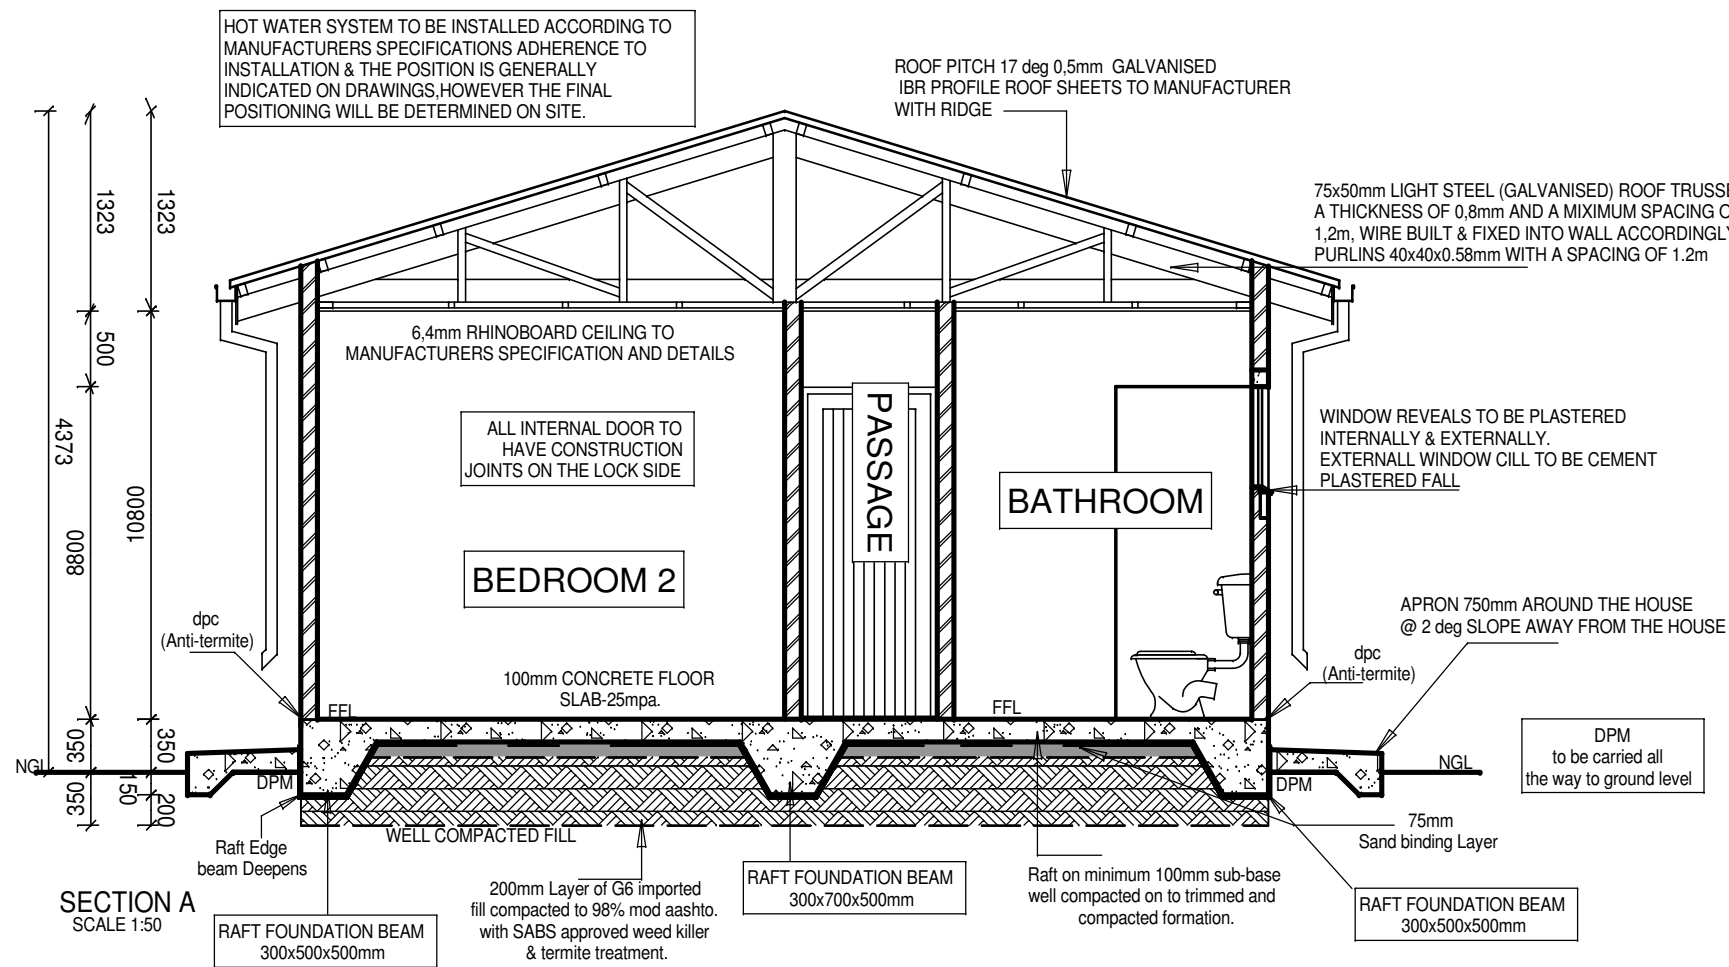 HOT WATER SYSTEM TO BE INSTALLED ACCORDING TO
MANUFACTURERS SPECIFICATIONS ADHERENCE TO
INSTALLATION & THE POSITION IS GENERALLY
INDICATED ON DRAWINGS,HOWEVER THE FINAL
POSITIONING WILL BE DETERMINED ON SITE.
ROOF PITCH 17 deg 0,5mm GALVANISED
IBR PROFILE ROOF SHEETS TO MANUFACTURER
WITH RIDGE
75x50mm LIGHT STEEL (GALVANISED) ROOF TRUSSE
A THICKNESS OF 0,8mm AND A MIXIMUM SPACING O
1,2m, WIRE BUILT & FIXED INTO WALL ACCORDINGLY
PURLINS 40x40x0.58mm WITH A SPACING OF 1.2m
1323
1323
500
4373
10800
8800
350
350
350
150
200
6,4mm RHINOBOARD CEILING TO
MANUFACTURERS SPECIFICATION AND DETAILS
ALL INTERNAL DOOR TO
HAVE CONSTRUCTION
JOINTS ON THE LOCK SIDE
PASSAGE
BATHROOM
BEDROOM 2
WINDOW REVEALS TO BE PLASTERED
INTERNALLY & EXTERNALLY.
EXTERNALL WINDOW CILL TO BE CEMENT
PLASTERED FALL
APRON 750mm AROUND THE HOUSE
@ 2 deg SLOPE AWAY FROM THE HOUSE
dpc
(Anti-termite)
dpc
(Anti-termite)
100mm CONCRETE FLOOR
SLAB-25mpa.
FFL
FFL
NGL
NGL
DPM
DPM
DPM
to be carried all
the way to ground level
WELL COMPACTED FILL
Raft Edge
beam Deepens
75mm
Sand binding Layer
SECTION A
SCALE 1:50
RAFT FOUNDATION BEAM
300x500x500mm
200mm Layer of G6 imported
fill compacted to 98% mod aashto.
with SABS approved weed killer
& termite treatment.
RAFT FOUNDATION BEAM
300x700x500mm
Raft on minimum 100mm sub-base
well compacted on to trimmed and
compacted formation.
RAFT FOUNDATION BEAM
300x500x500mm